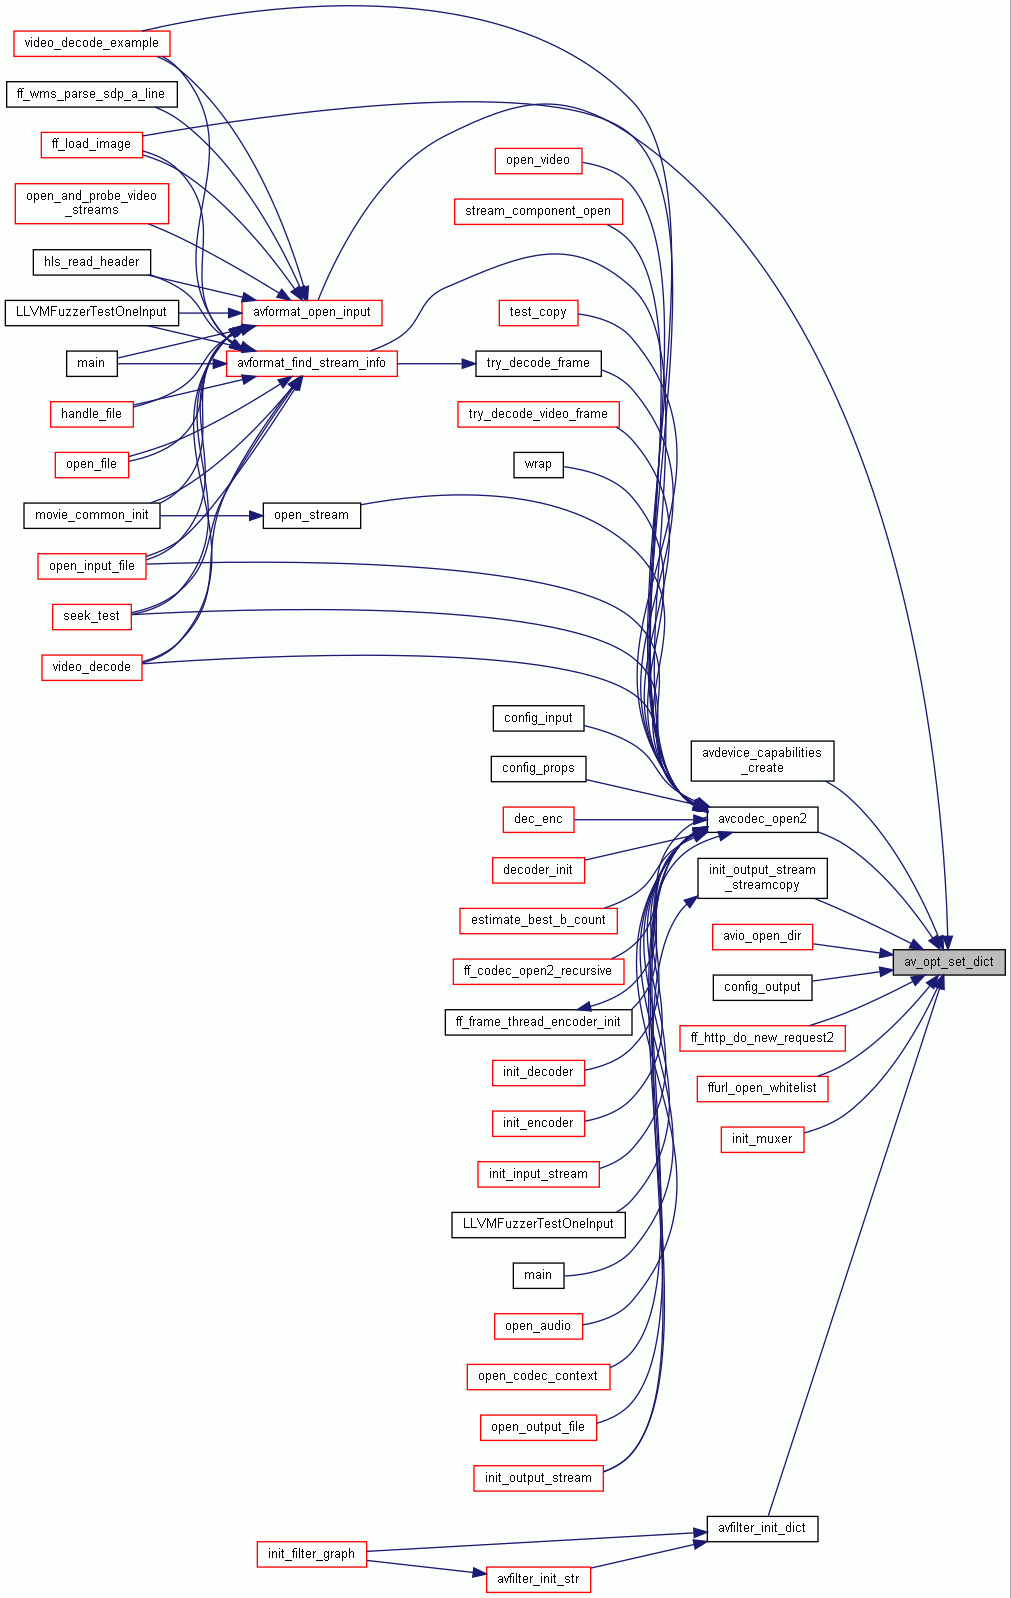 video_decode_example
ff_wms_parse_sdp_a_line
ff_load_image
open_and_probe_video
_streams
hls_read_header
LLVMFuzzerTestOneInput
main
handle_file
open_file
movie_common_init
open_input_file
seek_test
video_decode
avformat_open_input
avformat_find_stream_info
open_stream
open_video
stream_component_open
test_copy
try_decode_frame
try_decode_video_frame
wrap
config_input
config_props
dec_enc
decoder_init
estimate_best_b_count
ff_codec_open2_recursive
ff_frame_thread_encoder_init
init_decoder
init_encoder
init_input_stream
LLVMFuzzerTestOneInput
main
open_audio
open_codec_context
open_output_file
init_output_stream
init_filter_graph
avfilter_init_str
avdevice_capabilities
_create
avcodec_open2
init_output_stream
_streamcopy
avio_open_dir
config_output
ff_http_do_new_request2
ffurl_open_whitelist
init_muxer
avfilter_init_dict
av_opt_set_dict